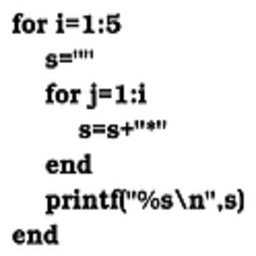 for i=1:5
s=""
for j=1:i
s=s+"*"
end
printf("%s\n",s)
end